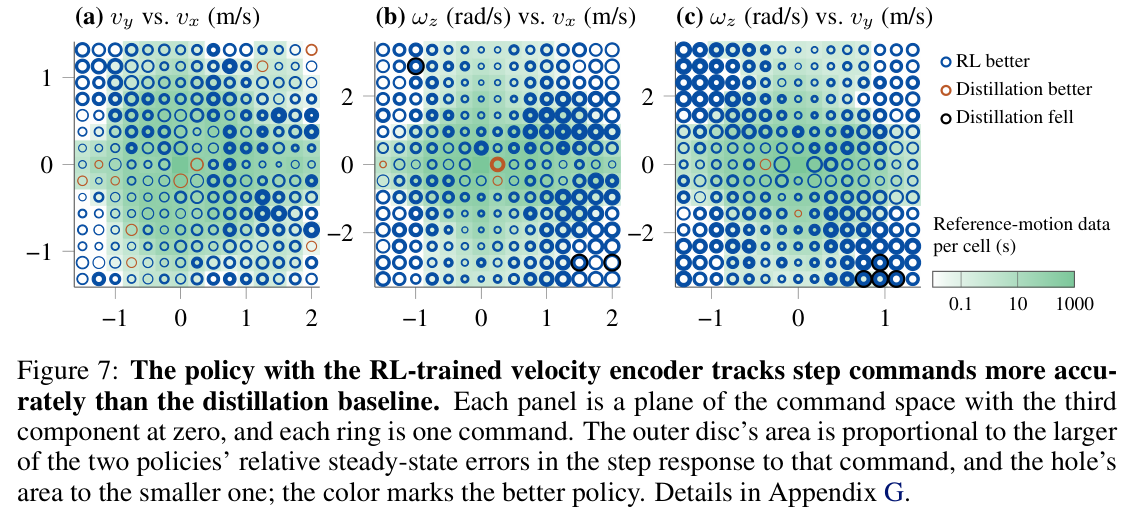 (a) v_y vs. v_x (m/s)
(b) ω_z (rad/s) vs. v_x (m/s)
(c) ω_z (rad/s) vs. v_y (m/s)
1
0
−1
−1
0
1
2
2
0
−2
−1
0
1
2
2
0
−2
−1
0
1
RL better
Distillation better
Distillation fell
Reference-motion data
per cell (s)
0.1
10
1000
Figure 7: The policy with the RL-trained velocity encoder tracks step commands more accu-
rately than the distillation baseline. Each panel is a plane of the command space with the third
component at zero, and each ring is one command. The outer disc's area is proportional to the larger
of the two policies' relative steady-state errors in the step response to that command, and the hole's
area to the smaller one; the color marks the better policy. Details in Appendix G.